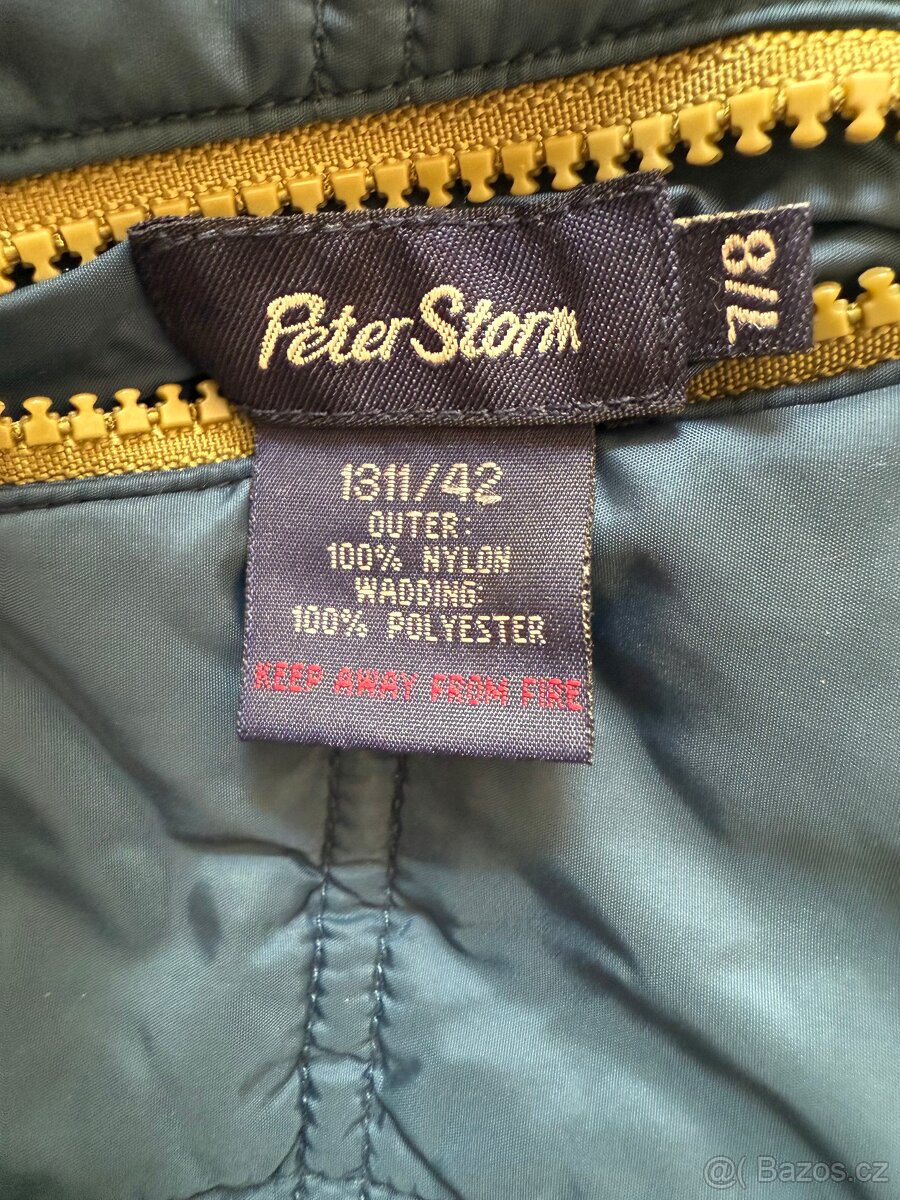 Peter Storm
7/8
1311/42
OUTER:
100% NYLON
WADDING:
100% POLYESTER
KEEP AWAY FROM FIRE
@( Bazos.cz